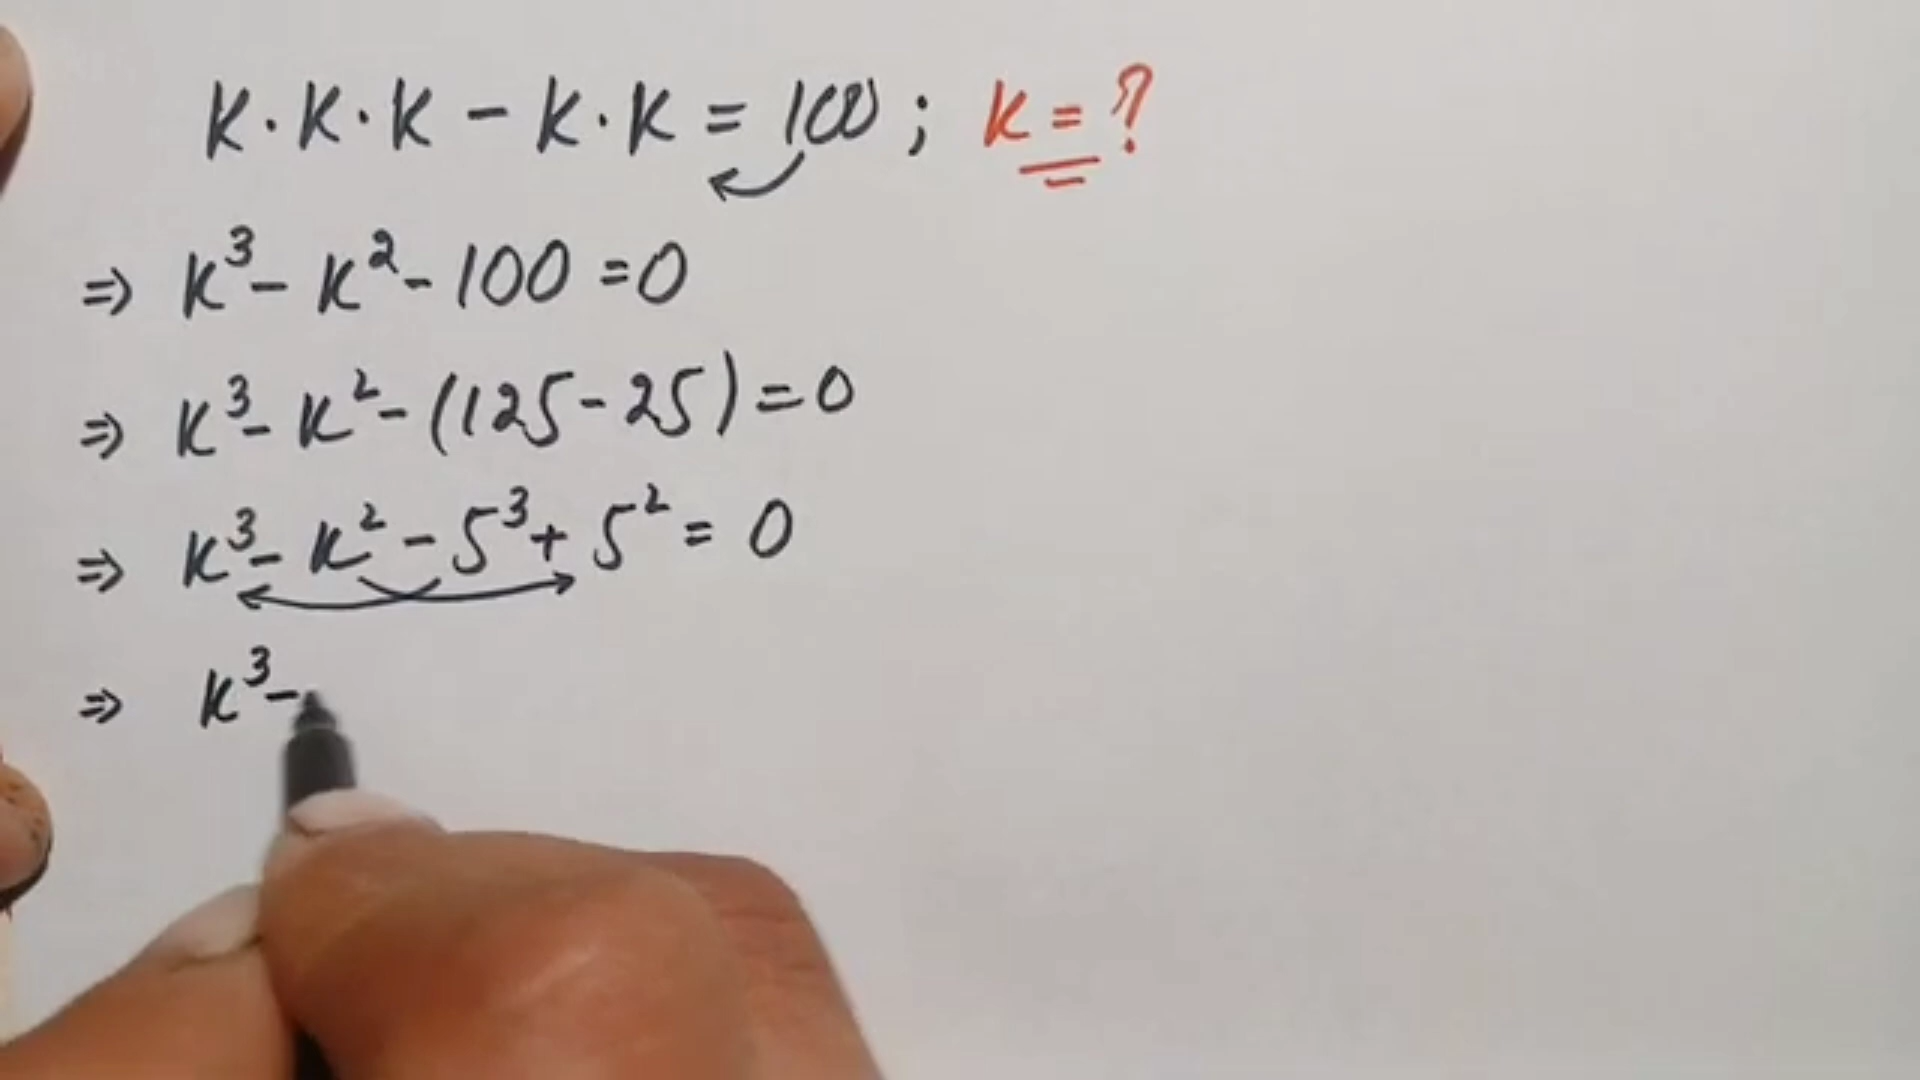 K·K·K - K·K = 100 ; K = ?
⇒ K³ - K² - 100 = 0
⇒ K³ - K² - (125 - 25) = 0
⇒ K³ - K² - 5³ + 5² = 0
⇒ K³ -